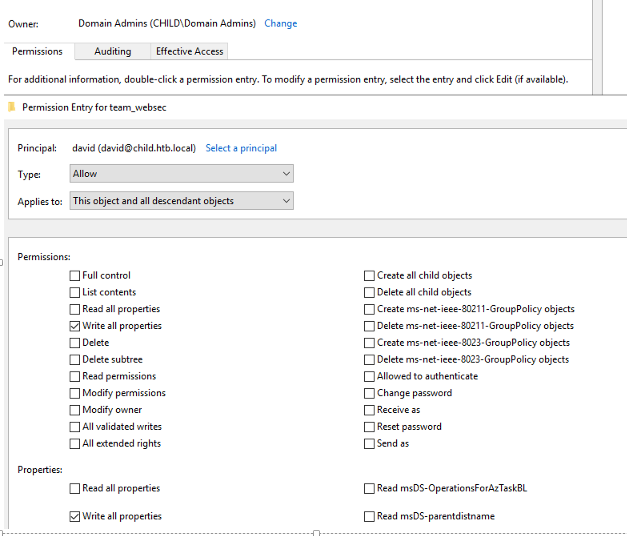 Owner: Domain Admins (CHILD\Domain Admins) Change
Permissions Auditing Effective Access
For additional information, double-click a permission entry. To modify a permission entry, select the entry and click Edit (if available).
Permission Entry for team_websec
Principal: david (david@child.htb.local) Select a principal
Type: Allow
Applies to: This object and all descendant objects
Permissions:
Full control Create all child objects
List contents Delete all child objects
Read all properties Create ms-net-ieee-80211-GroupPolicy objects
Write all properties Delete ms-net-ieee-80211-GroupPolicy objects
Delete Create ms-net-ieee-8023-GroupPolicy objects
Delete subtree Delete ms-net-ieee-8023-GroupPolicy objects
Read permissions Allowed to authenticate
Modify permissions Change password
Modify owner Receive as
All validated writes Reset password
All extended rights Send as
Properties:
Read all properties Read msDS-OperationsForAzTaskBL
Write all properties Read msDS-parentdistname